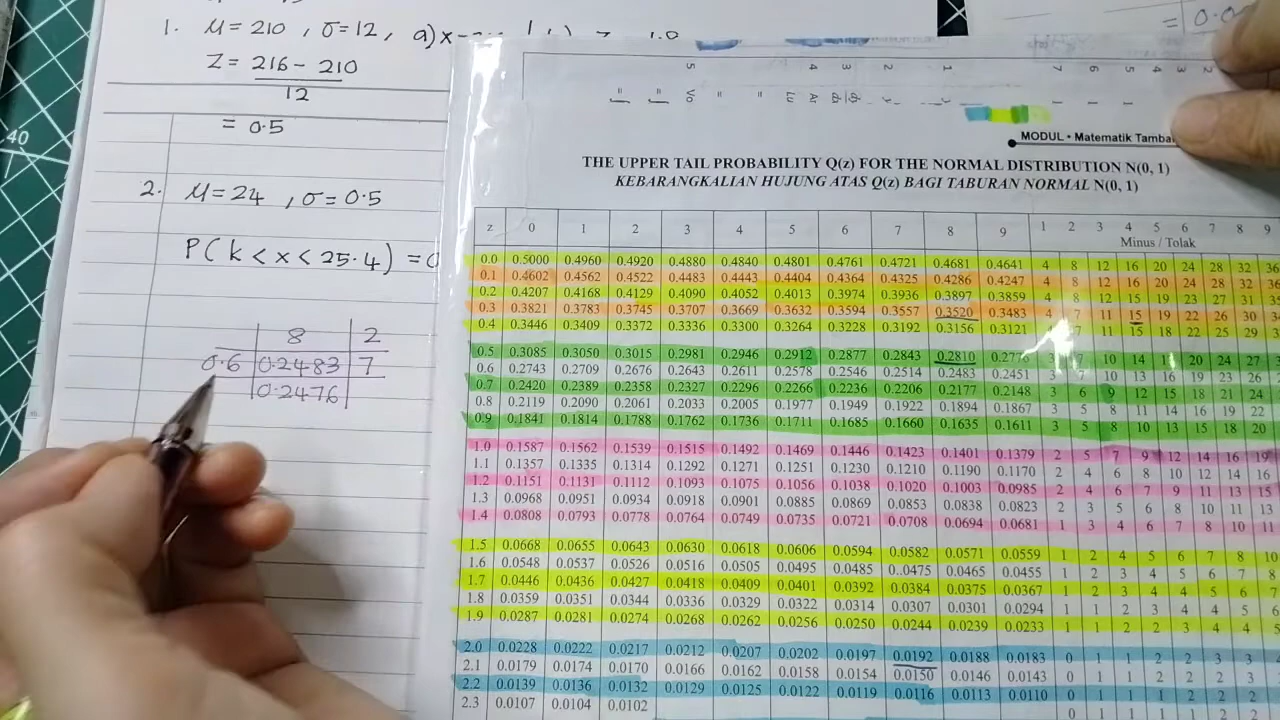 1. μ = 210 , σ = 12 , a)
Z = 216 - 210
12
= 0.5
2. μ = 24 , σ = 0.5
P( k < x < 25.4 ) = 0
8 2
0.6 0.2483 7
0.2476
40
MODUL • Matematik Tamba
THE UPPER TAIL PROBABILITY Q(z) FOR THE NORMAL DISTRIBUTION N(0, 1)
KEBARANGKALIAN HUJUNG ATAS Q(z) BAGI TABURAN NORMAL N(0, 1)
z 0 1 2 3 4 5 6 7 8 9 1 2 3 4 5 6 7 8 9
Minus / Tolak
0.0 0.5000 0.4960 0.4920 0.4880 0.4840 0.4801 0.4761 0.4721 0.4681 0.4641 4 8 12 16 20 24 28 32 36
0.1 0.4602 0.4562 0.4522 0.4483 0.4443 0.4404 0.4364 0.4325 0.4286 0.4247 4 8 12 16 20 24 28 32
0.2 0.4207 0.4168 0.4129 0.4090 0.4052 0.4013 0.3974 0.3936 0.3897 0.3859 4 8 12 15 19 23 27 31
0.3 0.3821 0.3783 0.3745 0.3707 0.3669 0.3632 0.3594 0.3557 0.3520 0.3483 4 7 11 15 19 22 26 30
0.4 0.3446 0.3409 0.3372 0.3336 0.3300 0.3264 0.3228 0.3192 0.3156 0.3121 4 7 11 15 18 22 25 29
0.5 0.3085 0.3050 0.3015 0.2981 0.2946 0.2912 0.2877 0.2843 0.2810 3 7 10 14 20 24 27
0.6 0.2743 0.2709 0.2676 0.2643 0.2611 0.2578 0.2546 0.2514 0.2483 0.2451 3 7 10 13 16 19 23 26
0.7 0.2420 0.2389 0.2358 0.2327 0.2296 0.2266 0.2236 0.2206 0.2177 0.2148 3 6 9 12 15 18 21 24
0.8 0.2119 0.2090 0.2061 0.2033 0.2005 0.1977 0.1949 0.1922 0.1894 0.1867 3 5 8 11 14 16 19 22
0.9 0.1841 0.1814 0.1788 0.1762 0.1736 0.1711 0.1685 0.1660 0.1635 0.1611 3 5 8 10 13 15 18 20
1.0 0.1587 0.1562 0.1539 0.1515 0.1492 0.1469 0.1446 0.1423 0.1401 0.1379 2 5 7 9 12 14 16 19
1.1 0.1357 0.1335 0.1314 0.1292 0.1271 0.1251 0.1230 0.1210 0.1190 0.1170 2 4 6 8 10 12 14 16
1.2 0.1151 0.1131 0.1112 0.1093 0.1075 0.1056 0.1038 0.1020 0.1003 0.0985 2 4 6 7 9 11 13 15
1.3 0.0968 0.0951 0.0934 0.0918 0.0901 0.0885 0.0869 0.0853 0.0838 0.0823 2 3 5 6 8 10 11 13
1.4 0.0808 0.0793 0.0778 0.0764 0.0749 0.0735 0.0721 0.0708 0.0694 0.0681 1 3 4 6 7 8 10 11
1.5 0.0668 0.0655 0.0643 0.0630 0.0618 0.0606 0.0594 0.0582 0.0571 0.0559 1 2 4 5 6 7 8 10
1.6 0.0548 0.0537 0.0526 0.0516 0.0505 0.0495 0.0485 0..0475 0.0465 0.0455 1 2 3 4 5 6 7 8
1.7 0.0446 0.0436 0.0427 0.0418 0.0409 0.0401 0.0392 0.0384 0.0375 0.0367 1 2 3 4 4 5 6 7
1.8 0.0359 0.0351 0.0344 0.0336 0.0329 0.0322 0.0314 0.0307 0.0301 0.0294 1 1 2 3 4 4 5 6
1.9 0.0287 0.0281 0.0274 0.0268 0.0262 0.0256 0.0250 0.0244 0.0239 0.0233 1 1 2 2 3 4 4 5
2.0 0.0228 0.0222 0.0217 0.0212 0.0207 0.0202 0.0197 0.0192 0.0188 0.0183 0 1 1 2 2 3 3
2.1 0.0179 0.0174 0.0170 0.0166 0.0162 0.0158 0.0154 0.0150 0.0146 0.0143 0 1 1 2 2 2 3
2.2 0.0139 0.0136 0.0132 0.0129 0.0125 0.0122 0.0119 0.0116 0.0113 0.0110 0 1 1 1 2 2 2
2.3 0.0107 0.0104 0.0102 0 1 1 1 1 2 2